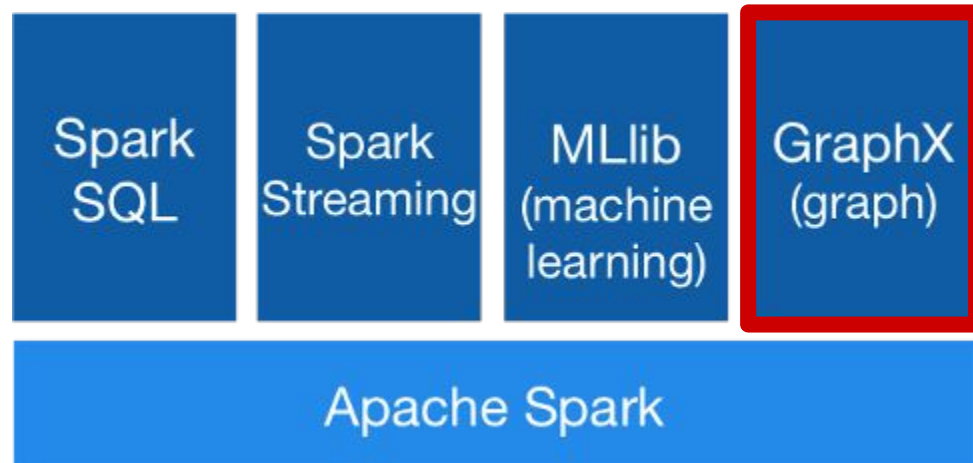 Spark
SQL
Spark
Streaming
MLlib
(machine
learning)
GraphX
(graph)
Apache Spark